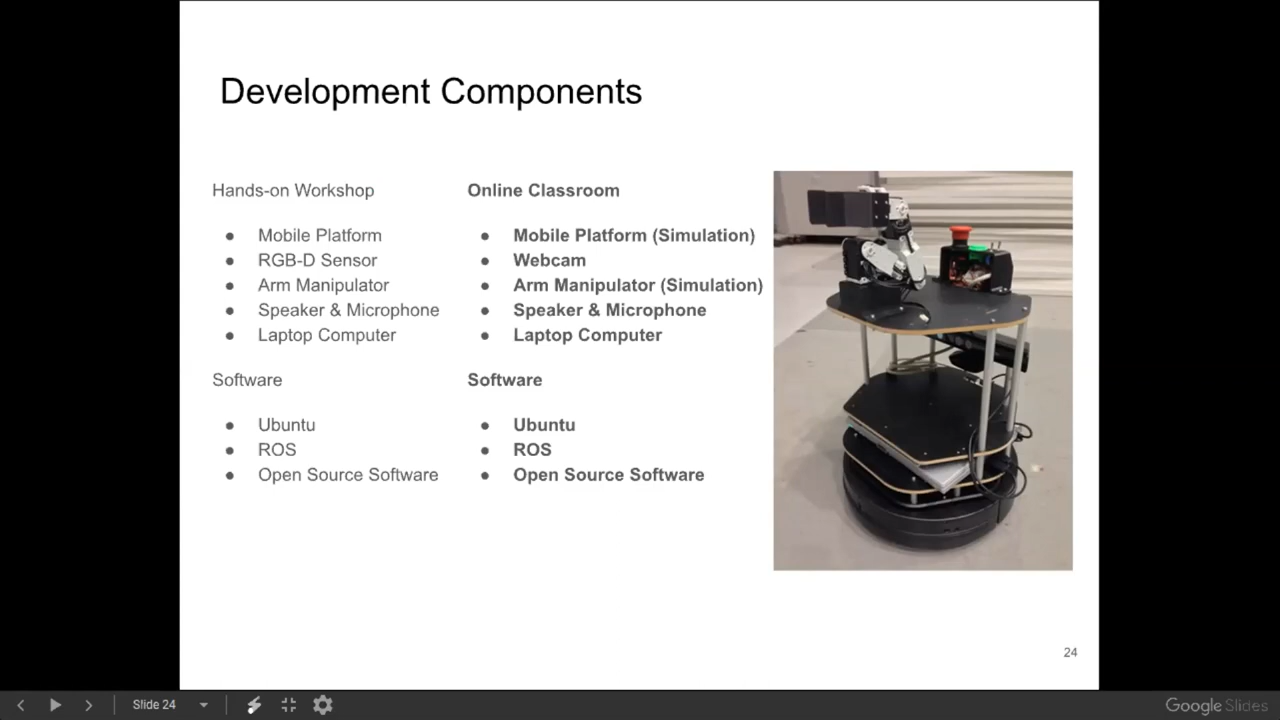 Development Components
Hands-on Workshop
● Mobile Platform
● RGB-D Sensor
● Arm Manipulator
● Speaker & Microphone
● Laptop Computer
Software
● Ubuntu
● ROS
● Open Source Software
Online Classroom
● Mobile Platform (Simulation)
● Webcam
● Arm Manipulator (Simulation)
● Speaker & Microphone
● Laptop Computer
Software
● Ubuntu
● ROS
● Open Source Software
24
Slide 24
Google Slides